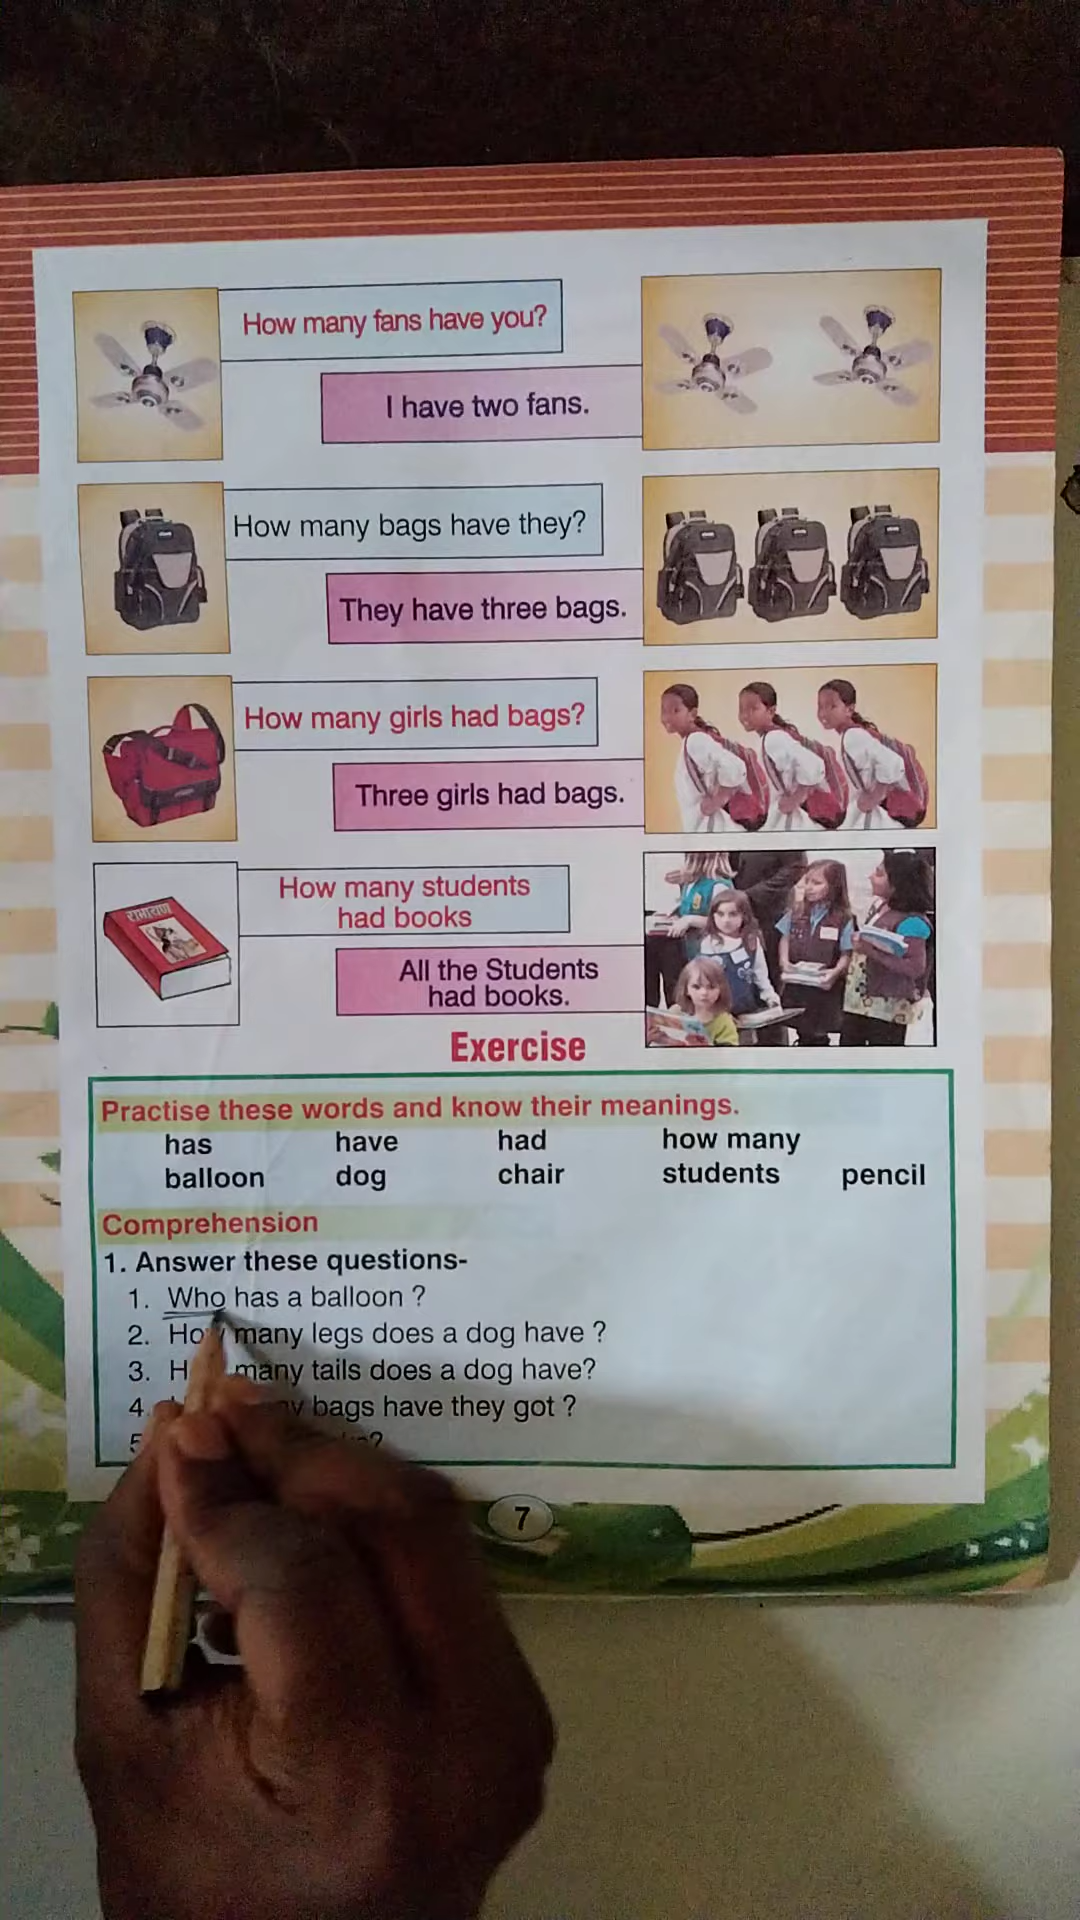 How many fans have you?
I have two fans.
How many bags have they?
They have three bags.
How many girls had bags?
Three girls had bags.
रामायण
How many students
had books
All the Students
had books.
Exercise
Practise these words and know their meanings.
has have had how many
balloon dog chair students pencil
Comprehension
1. Answer these questions-
1. Who has a balloon ?
2. How many legs does a dog have ?
3. many tails does a dog have?
4. bags have they got ?
5
7